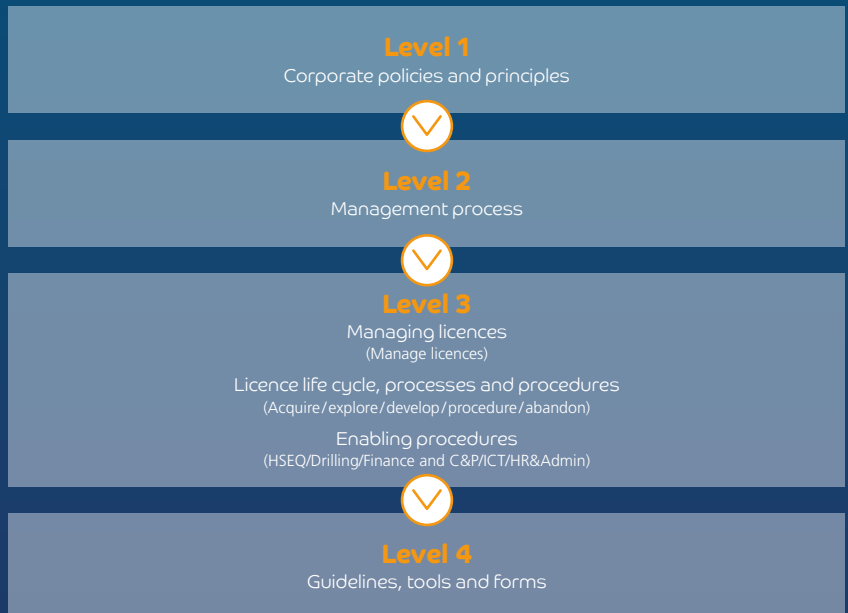 Level 1
Corporate policies and principles
Level 2
Management process
Level 3
Managing licences
(Manage licences)
Licence life cycle, processes and procedures
(Acquire/explore/develop/procedure/abandon)
Enabling procedures
(HSEQ/Drilling/Finance and C&P/ICT/HR&Admin)
Level 4
Guidelines, tools and forms